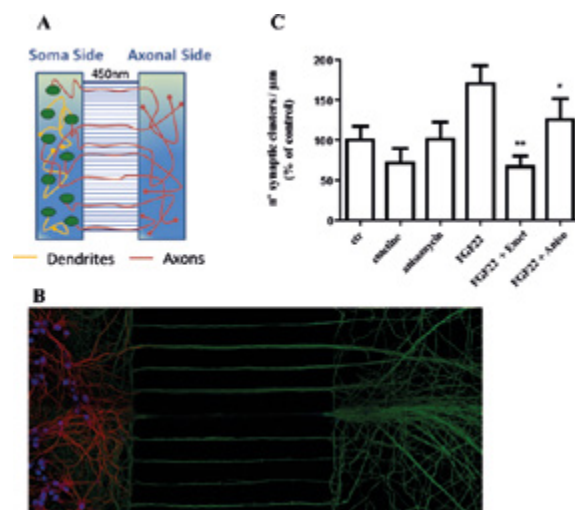 A
Soma Side Axonal Side
450nm
Dendrites Axons
C
nº synaptic clusters / μm
(% of control)
200
150
100
50
0
**
*
ctr
emetine
anisomycin
FGF22
FGF22 + Emet
FGF22 + Aniso
B